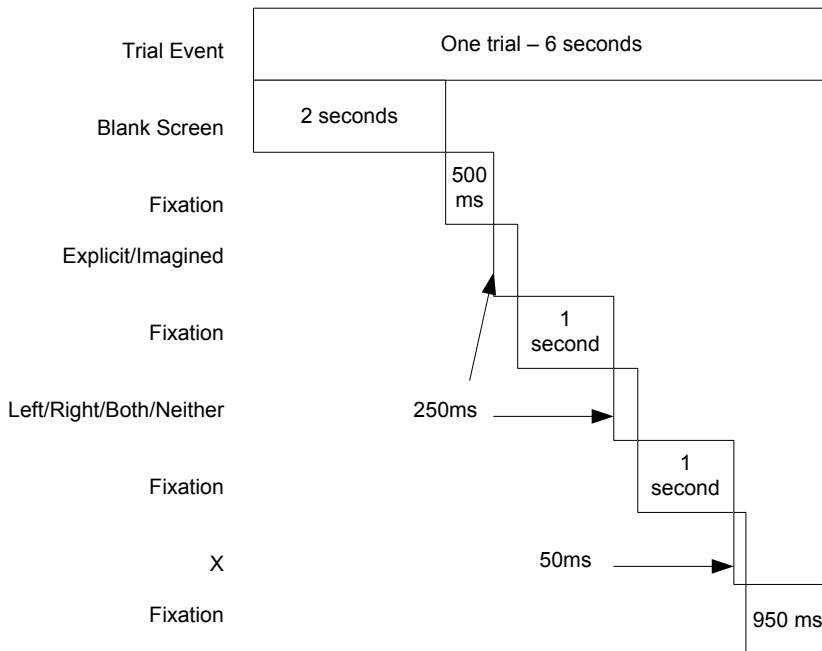 Trial Event
One trial – 6 seconds
Blank Screen
2 seconds
Fixation
500
ms
Explicit/Imagined
Fixation
1
second
Left/Right/Both/Neither
250ms
Fixation
1
second
X
50ms
Fixation
950 ms